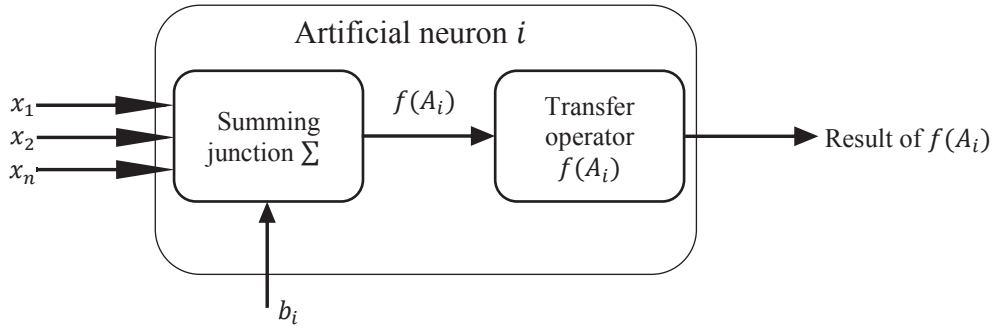 Artificial neuron i
x₁
x₂
xₙ
Summing
junction ∑
f(Aᵢ)
Transfer
operator
f(Aᵢ)
Result of f(Aᵢ)
bᵢ